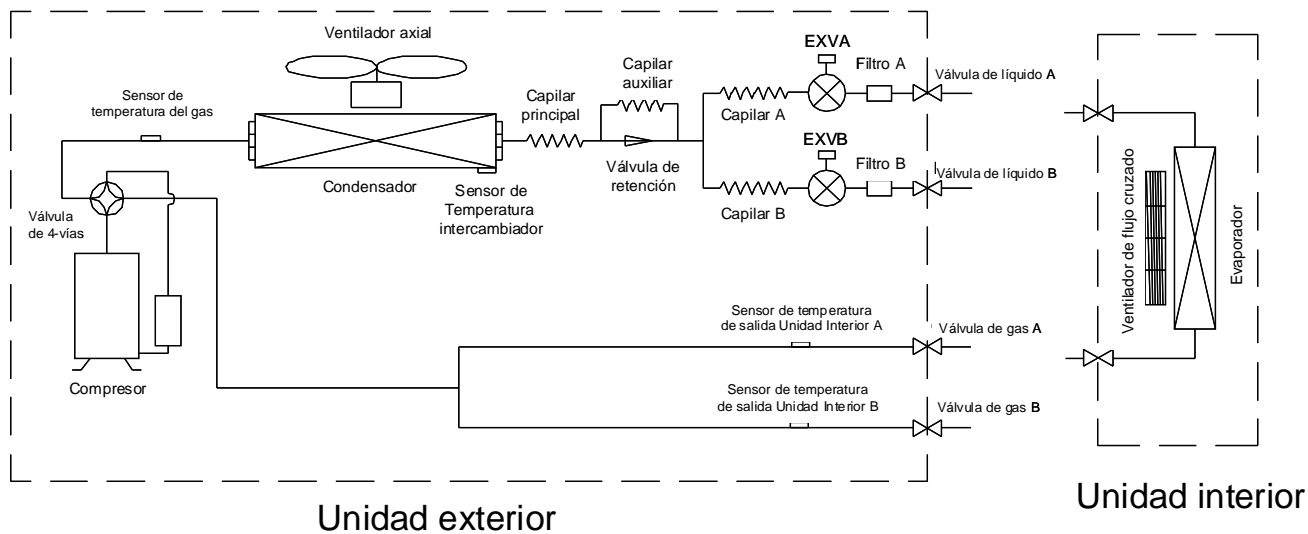 Ventilador axial
EXVA
Filtro A
Válvula de líquido A
Capilar
auxiliar
Sensor de
temperatura del gas
Capilar
principal
Capilar A
EXVB
Filtro B
Válvula de líquido B
Condensador
Válvula de
retención
Sensor de
Temperatura
intercambiador
Capilar B
Válvula
de 4-vías
Ventilador de flujo cruzado
Evaporador
Sensor de temperatura
de salida Unidad Interior A
Válvula de gas A
Compresor
Sensor de temperatura
de salida Unidad Interior B
Válvula de gas B
Unidad exterior
Unidad interior